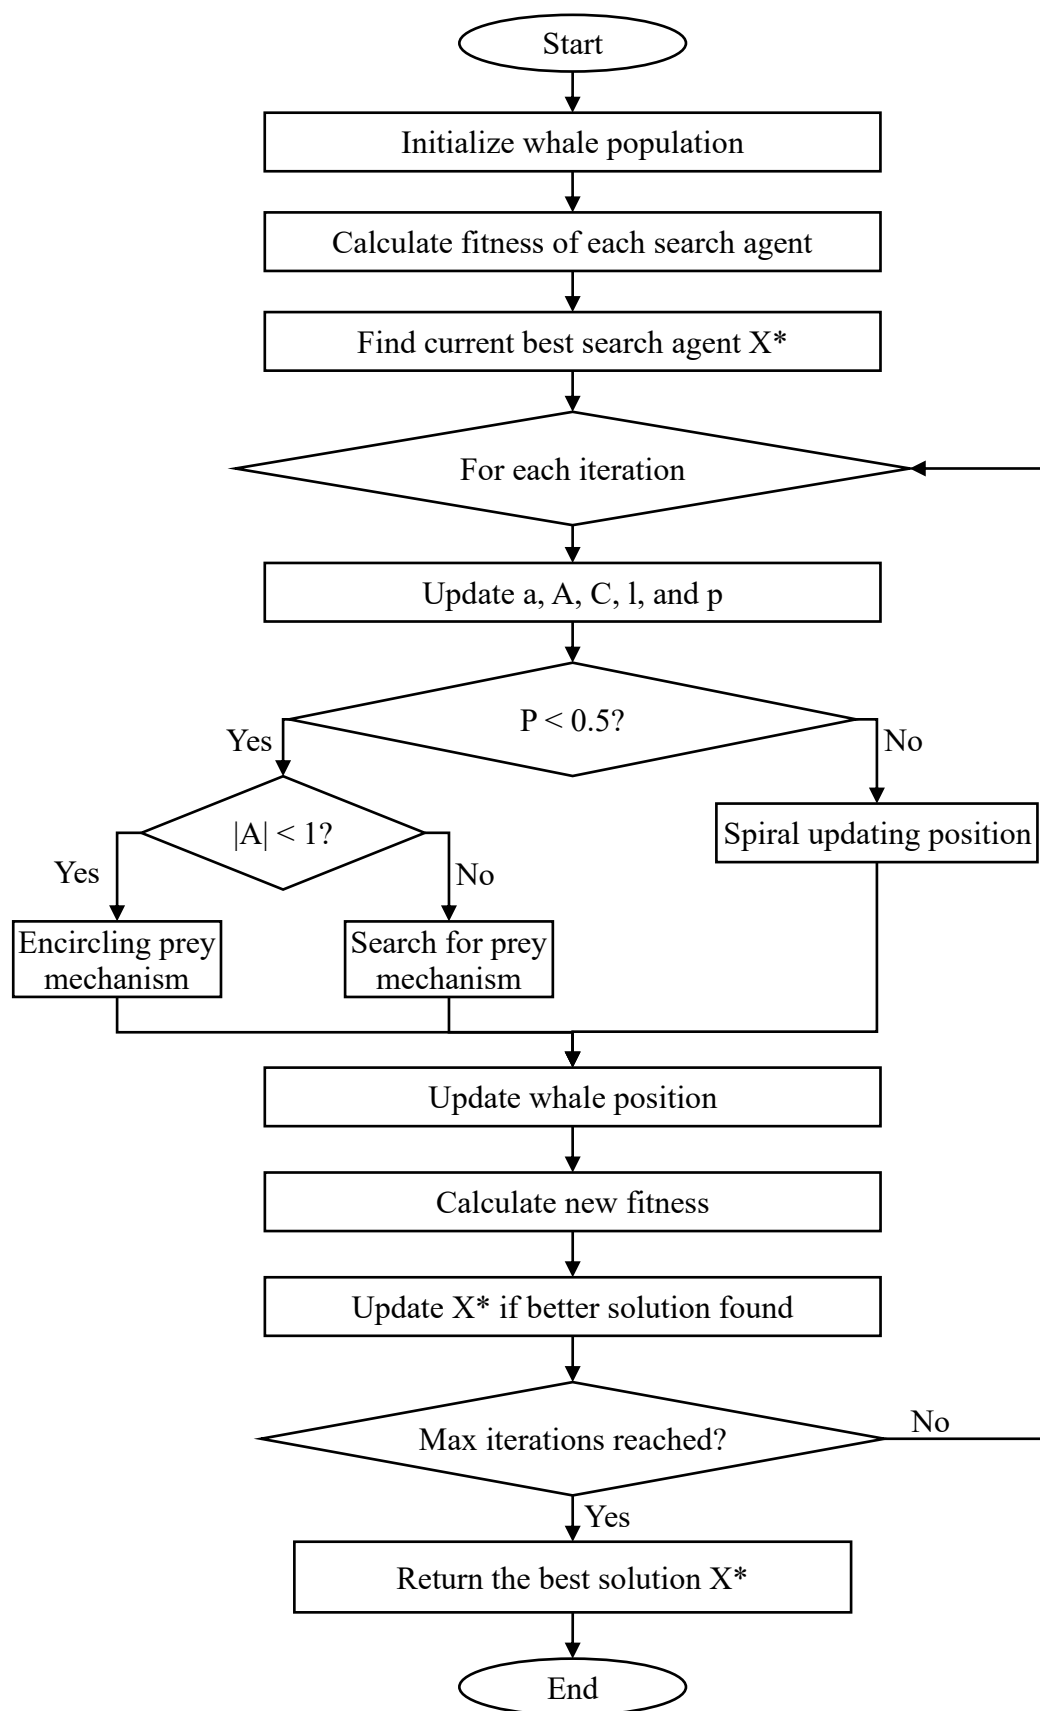 Start
Initialize whale population
Calculate fitness of each search agent
Find current best search agent X*
For each itreration
Update a, A, C, l, and p
P < 0.5?
Yes
No
|A| < 1?
Spiral updating position
Yes
No
Encircling prey
mechanism
Search for prey
mechanism
Update whale position
Calculate new fitness
Update X* if better solution found
Max iterations reached?
No
Yes
Return the best solution X*
End